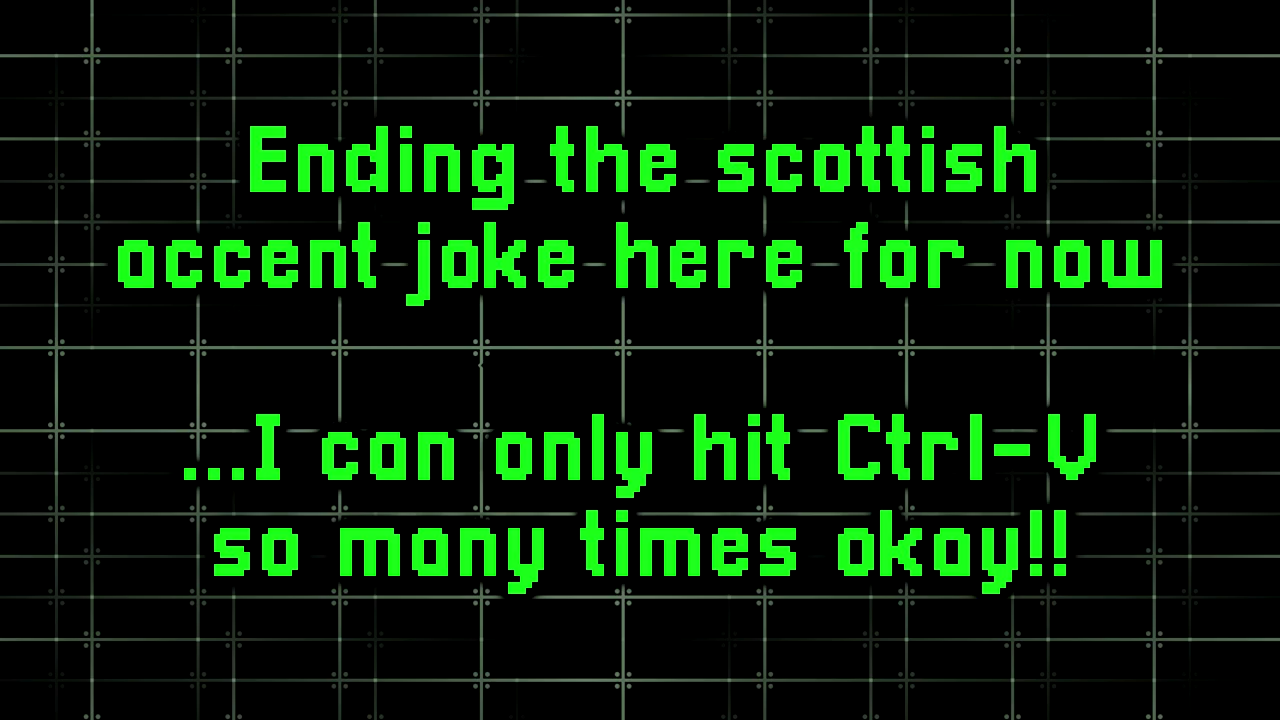 Ending the scottish
accent joke here for now
...I can only hit Ctrl-V
so many times okay!!